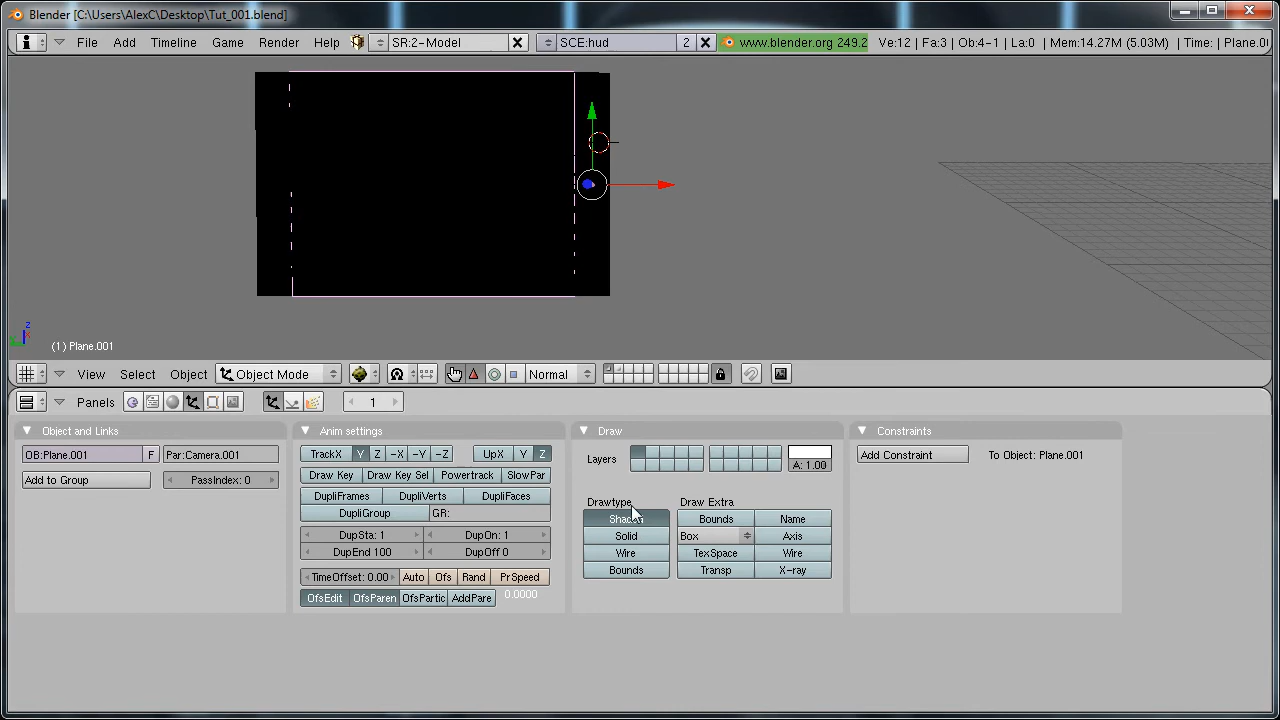 Blender [C:\Users\AlexC\Desktop\Tut_001.blend]
File Add Timeline Game Render Help SR:2-Model SCE:hud 2 www.blender.org 249.2 Ve:12 | Fa:3 | Ob:4-1 | La:0 | Mem:14.27M (5.03M) | Time: | Plane.00
z
x
(1) Plane.001
View Select Object Object Mode Normal
Panels 1
Object and Links
OB:Plane.001 F Par:Camera.001
Add to Group PassIndex: 0
Anim settings
TrackX Y Z -X -Y -Z UpX Y Z
Draw Key Draw Key Sel Powertrack SlowPar
DupliFrames DupliVerts DupliFaces
DupliGroup GR:
DupSta: 1 DupOn: 1
DupEnd 100 DupOff 0
TimeOffset: 0.00 Auto Ofs Rand PrSpeed
OfsEdit OfsParen OfsPartic AddPare 0.0000
Draw
Layers A: 1.00
Drawtype Draw Extra
Bounds Name
Solid Box Axis
Wire TexSpace Wire
Bounds Transp X-ray
Constraints
Add Constraint To Object: Plane.001